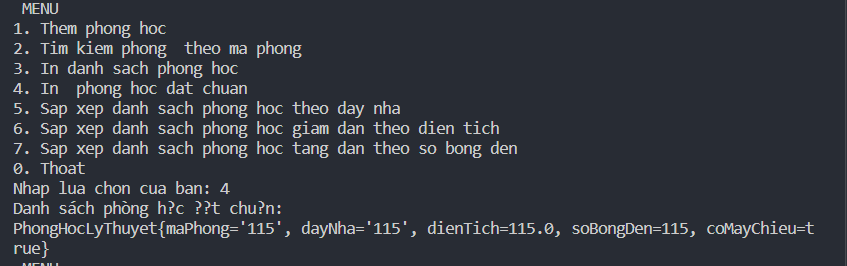 MENU
1. Them phong hoc
2. Tim kiem phong  theo ma phong
3. In danh sach phong hoc
4. In  phong hoc dat chuan
5. Sap xep danh sach phong hoc theo day nha
6. Sap xep danh sach phong hoc giam dan theo dien tich
7. Sap xep danh sach phong hoc tang dan theo so bong den
0. Thoat
Nhap lua chon cua ban: 4
Danh sách phòng h?c ??t chu?n:
PhongHocLyThuyet{maPhong='115', dayNha='115', dienTich=115.0, soBongDen=115, coMayChieu=t
rue}
MENU